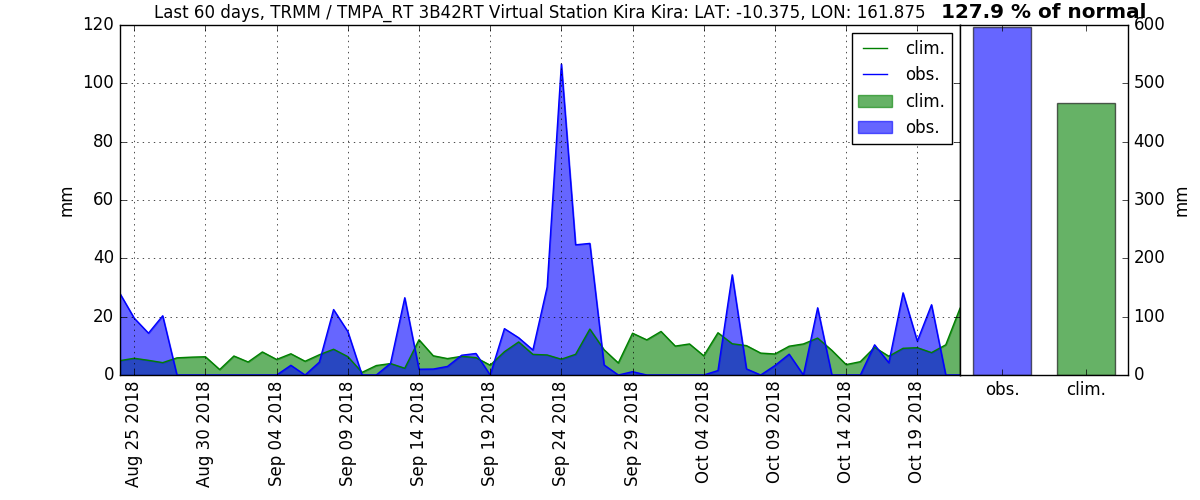 Last 60 days, TRMM / TMPA_RT 3B42RT Virtual Station Kira Kira: LAT: -10.375, LON: 161.875
127.9 % of normal
120
100
80
60
40
20
0
mm
clim.
obs.
clim.
obs.
600
500
400
300
200
100
0
mm
Aug 25 2018
Aug 30 2018
Sep 04 2018
Sep 09 2018
Sep 14 2018
Sep 19 2018
Sep 24 2018
Sep 29 2018
Oct 04 2018
Oct 09 2018
Oct 14 2018
Oct 19 2018
obs.
clim.